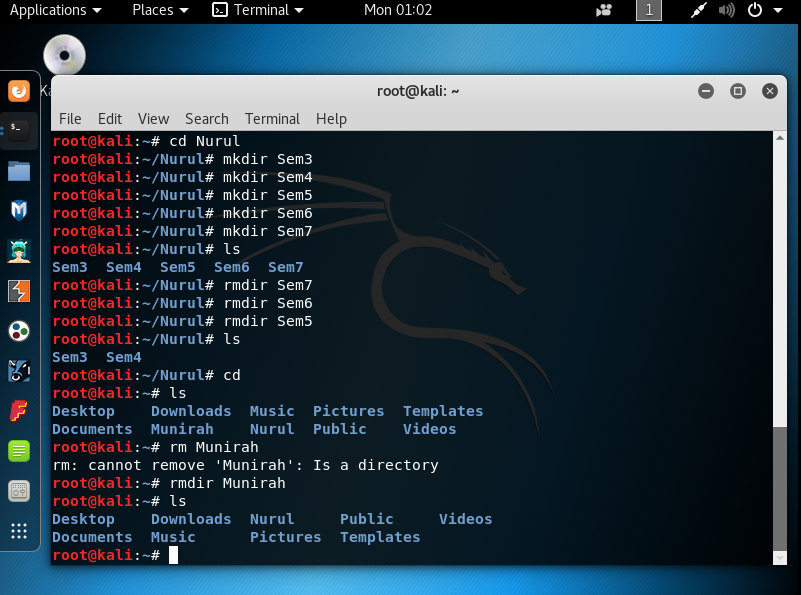 Applications Places Terminal Mon 01:02 1
root@kali: ~
File Edit View Search Terminal Help
root@kali:~# cd Nurul
root@kali:~/Nurul# mkdir Sem3
root@kali:~/Nurul# mkdir Sem4
root@kali:~/Nurul# mkdir Sem5
root@kali:~/Nurul# mkdir Sem6
root@kali:~/Nurul# mkdir Sem7
root@kali:~/Nurul# ls
Sem3 Sem4 Sem5 Sem6 Sem7
root@kali:~/Nurul# rmdir Sem7
root@kali:~/Nurul# rmdir Sem6
root@kali:~/Nurul# rmdir Sem5
root@kali:~/Nurul# ls
Sem3 Sem4
root@kali:~/Nurul# cd
root@kali:~# ls
Desktop Downloads Music Pictures Templates
Documents Munirah Nurul Public Videos
root@kali:~# rm Munirah
rm: cannot remove 'Munirah': Is a directory
root@kali:~# rmdir Munirah
root@kali:~# ls
Desktop Downloads Nurul Public Videos
Documents Music Pictures Templates
root@kali:~#